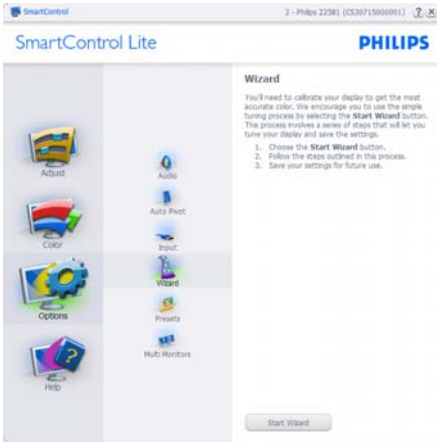 SmartControl
2 - Philips 225B1 (CS30715000001)
SmartControl Lite
PHILIPS
Adjust
Color
Options
Help
Audio
Auto Pivot
Input
Wizard
Presets
Multi Monitors
Wizard
You'll need to calibrate your display to get the most
accurate color. We encourage you to use the simple
tuning process by selecting the Start Wizard button.
This process involves a series of steps that will let you
tune your display and save the settings.
1. Choose the Start Wizard button.
2. Follow the steps outlined in this process.
3. Save your settings for future use.
Start Wizard